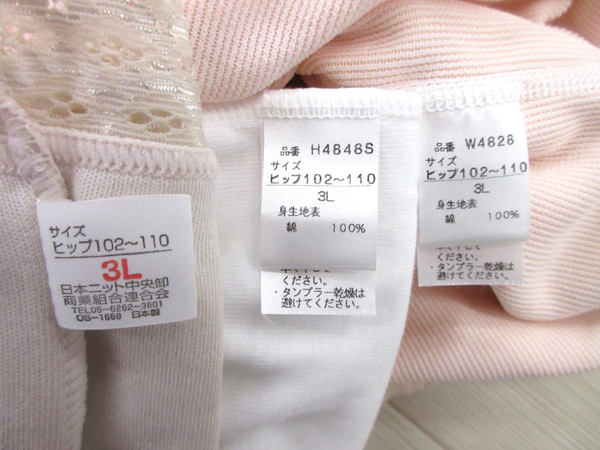 サイズ
ヒップ102〜110
3L
日本ニット中央卸
商業組合連合会
TEL06-6262-3601
OS-1668 日本製
品番 H4848S
サイズ
ヒップ102〜110
3L
身生地表
綿 100%
ください。
・タンブラー乾燥は
避けてください。
品番 W4828
サイズ
ヒップ102〜110
3L
身生地表
綿 100%
ください。
・タンブラー乾燥は
避けてください。